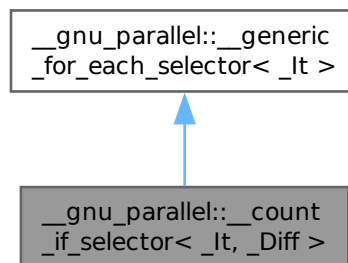 __gnu_parallel::__generic
_for_each_selector< _It >
__gnu_parallel::__count
_if_selector< _It, _Diff >